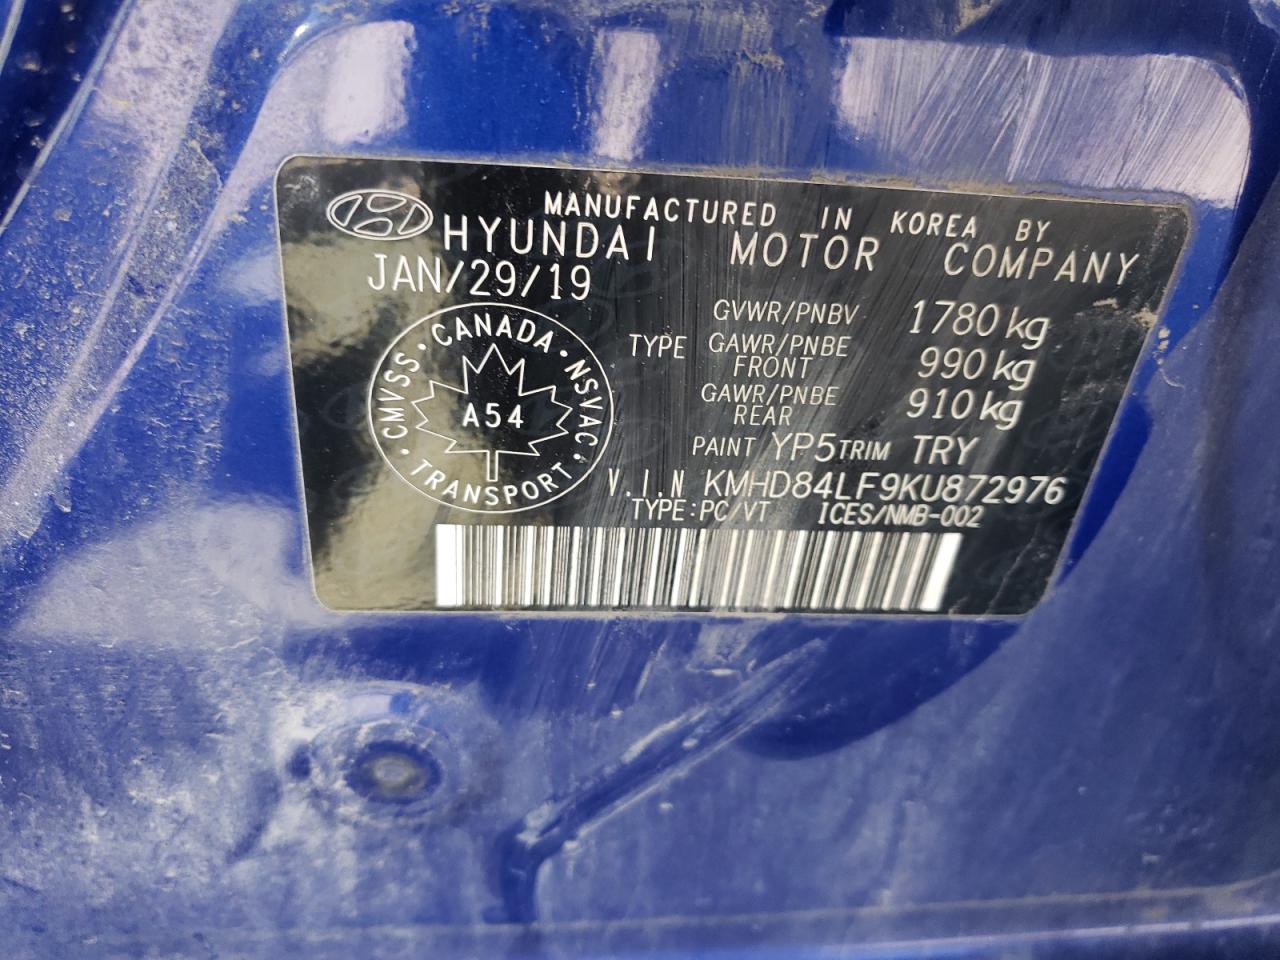 MANUFACTURED IN KOREA BY
HYUNDAI MOTOR COMPANY
JAN/29/19
CMVSS · CANADA · NSVAC · TRANSPORT ·
A54
TYPE
GVWR/PNBV 1780 kg
GAWR/PNBE FRONT 990 kg
GAWR/PNBE REAR 910 kg
PAINT YP5 TRIM TRY
V.I.N KMHD84LF9KU872976
TYPE:PC/VT ICES/NMB-002